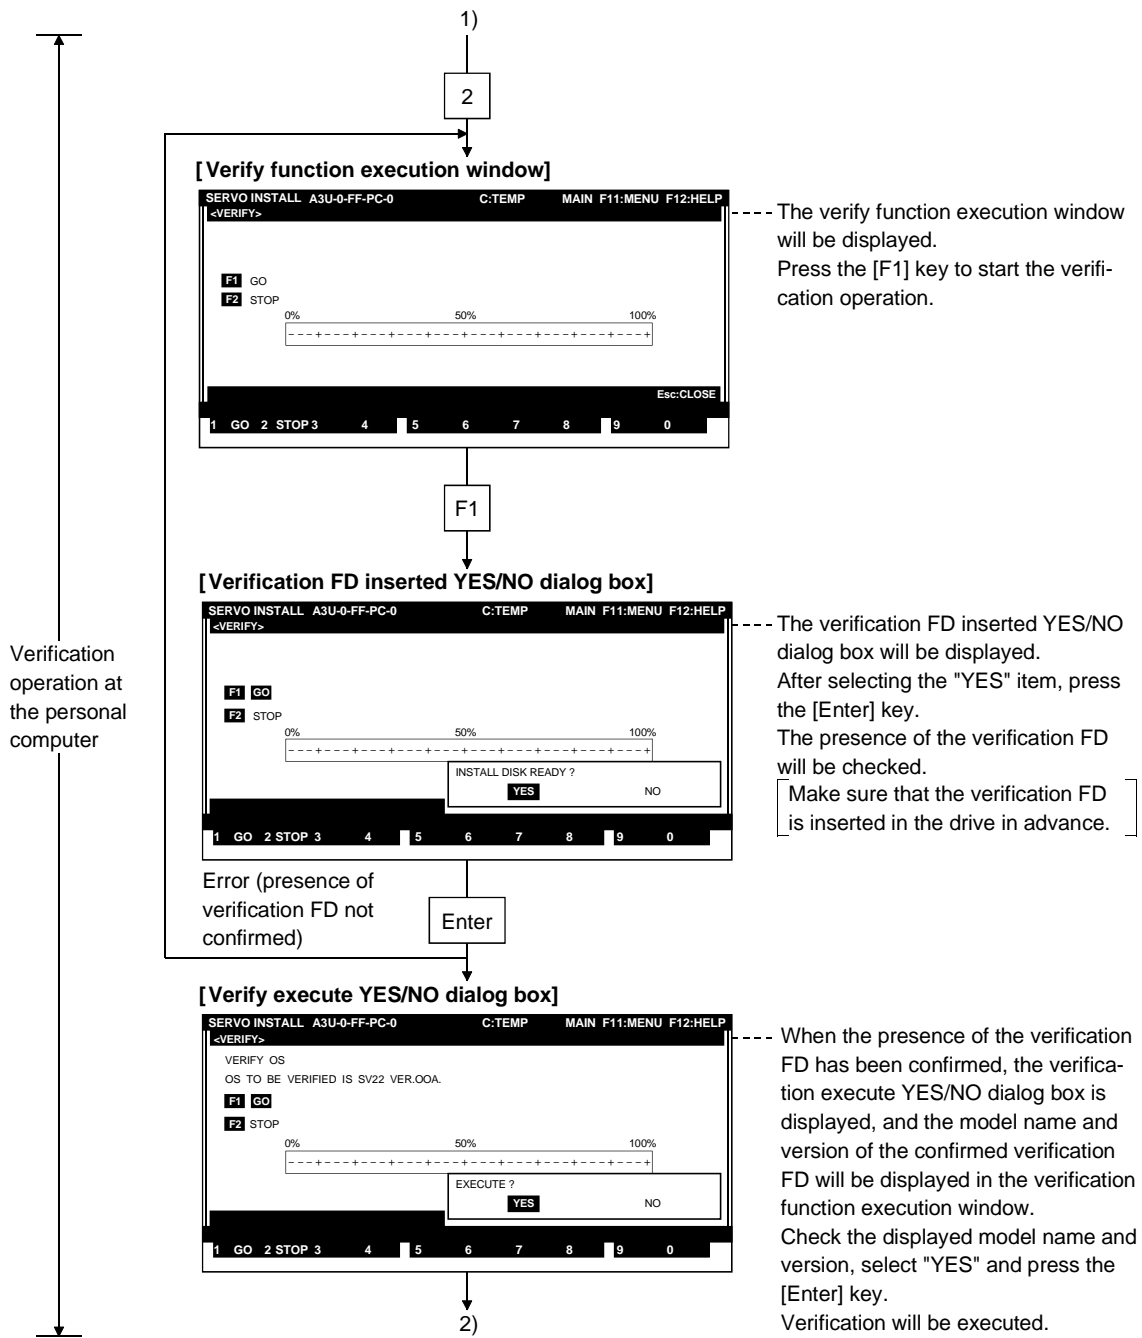 1)
2
[Verify function execution window]
SERVO INSTALL A3U-0-FF-PC-0 C:TEMP MAIN F11:MENU F12:HELP
<VERIFY>
F1 GO
F2 STOP
0% 50% 100%
---+---+---+---+---+---+---+---+---+---+
Esc:CLOSE
1 GO 2 STOP 3 4 5 6 7 8 9 0
The verify function execution window
will be displayed.
Press the [F1] key to start the verifi-
cation operation.
F1
[Verification FD inserted YES/NO dialog box]
SERVO INSTALL A3U-0-FF-PC-0 C:TEMP MAIN F11:MENU F12:HELP
<VERIFY>
F1 GO
F2 STOP
0% 50% 100%
---+---+---+---+---+---+---+---+---+---+
INSTALL DISK READY ?
YES NO
1 GO 2 STOP 3 4 5 6 7 8 9 0
The verification FD inserted YES/NO
dialog box will be displayed.
After selecting the "YES" item, press
the [Enter] key.
The presence of the verification FD
will be checked.
Make sure that the verification FD
is inserted in the drive in advance.
Verification
operation at
the personal
computer
Error (presence of
verification FD not
confirmed)
Enter
[Verify execute YES/NO dialog box]
SERVO INSTALL A3U-0-FF-PC-0 C:TEMP MAIN F11:MENU F12:HELP
<VERIFY>
VERIFY OS
OS TO BE VERIFIED IS SV22 VER.OOA.
F1 GO
F2 STOP
0% 50% 100%
---+---+---+---+---+---+---+---+---+---+
EXECUTE ?
YES NO
1 GO 2 STOP 3 4 5 6 7 8 9 0
When the presence of the verification
FD has been confirmed, the verifica-
tion execute YES/NO dialog box is
displayed, and the model name and
version of the confirmed verification
FD will be displayed in the verification
function execution window.
Check the displayed model name and
version, select "YES" and press the
[Enter] key.
Verification will be executed.
2)